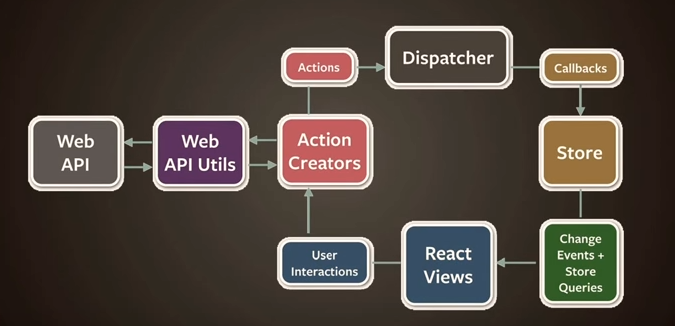 Dispatcher
Actions
Callbacks
Web
API
Web
API Utils
Action
Creators
Store
User
Interactions
React
Views
Change
Events +
Store
Queries